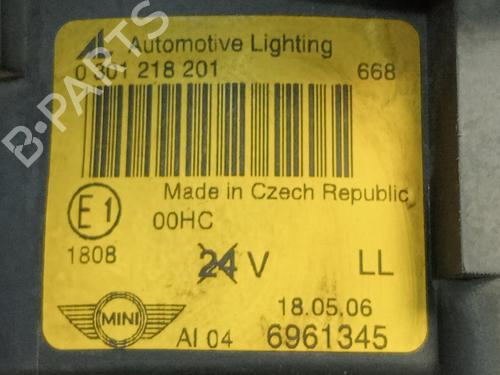 Automotive Lighting
0 301 218 201 668
Made in Czech Republic
E1 00HC
1808 24 V LL
18.05.06
MINI AI 04 6961345
B-PARTS